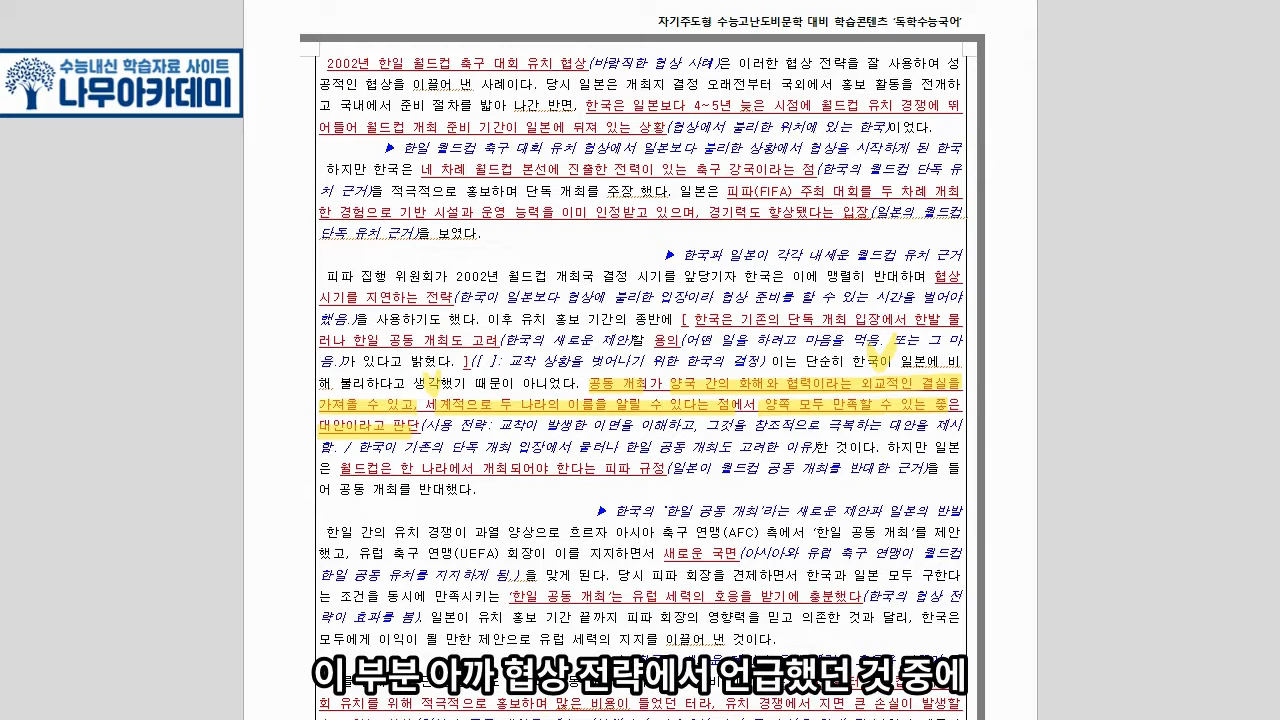 자기주도형 수능고난도비문학 대비 학습콘텐츠 '독학수능국어'
수능내신 학습자료 사이트
나무아카데미
2002년 한일 월드컵 축구 대회 유치 협상(바람직한 협상 사례)은 이러한 협상 전략을 잘 사용하여 성
공적인 협상을 이끌어 낸 사례이다. 당시 일본은 개최지 결정 오래전부터 국외에서 홍보 활동을 전개하
고 국내에서 준비 절차를 밟아 나간 반면, 한국은 일본보다 4~5년 늦은 시점에 월드컵 유치 경쟁에 뛰
어들어 월드컵 개최 준비 기간이 일본에 뒤져 있는 상황(협상에서 불리한 위치에 있는 한국)이었다.
▶ 한일 월드컵 축구 대회 유치 협상에서 일본보다 불리한 상황에서 협상을 시작하게 된 한국
하지만 한국은 네 차례 월드컵 본선에 진출한 전력이 있는 축구 강국이라는 점(한국의 월드컵 단독 유
치 근거)을 적극적으로 홍보하며 단독 개최를 주장 했다. 일본은 피파(FIFA) 주최 대회를 두 차례 개최
한 경험으로 기반 시설과 운영 능력을 이미 인정받고 있으며, 경기력도 향상됐다는 입장(일본의 월드컵
단독 유치 근거)을 보였다.
▶ 한국과 일본이 각각 내세운 월드컵 유치 근거
피파 집행 위원회가 2002년 월드컵 개최국 결정 시기를 앞당기자 한국은 이에 맹렬히 반대하며 협상
시기를 지연하는 전략(한국이 일본보다 협상에 불리한 입장이라 협상 준비를 할 수 있는 시간을 벌어야
했음.)을 사용하기도 했다. 이후 유치 홍보 기간의 종반에 [ 한국은 기존의 단독 개최 입장에서 한발 물
러나 한일 공동 개최도 고려(한국의 새로운 제안)할 용의(어떤 일을 하려고 마음을 먹음. 또는 그 마
음.)가 있다고 밝혔다. ]([ ]: 교착 상황을 벗어나기 위한 한국의 결정) 이는 단순히 한국이 일본에 비
해 불리하다고 생각했기 때문이 아니었다. 공동 개최가 양국 간의 화해와 협력이라는 외교적인 결실을
가져올 수 있고, 세계적으로 두 나라의 이름을 알릴 수 있다는 점에서 양쪽 모두 만족할 수 있는 좋은
대안이라고 판단(사용 전략: 교착이 발생한 이면을 이해하고, 그것을 창조적으로 극복하는 대안을 제시
함. / 한국이 기존의 단독 개최 입장에서 물러나 한일 공동 개최도 고려한 이유)한 것이다. 하지만 일본
은 월드컵은 한 나라에서 개최되어야 한다는 피파 규정(일본이 월드컵 공동 개최를 반대한 근거)을 들
어 공동 개최를 반대했다.
▶ 한국의 '한일 공동 개최'라는 새로운 제안과 일본의 반발
한일 간의 유치 경쟁이 과열 양상으로 흐르자 아시아 축구 연맹(AFC) 측에서 '한일 공동 개최'를 제안
했고, 유럽 축구 연맹(UEFA) 회장이 이를 지지하면서 새로운 국면(아시아와 유럽 축구 연맹이 월드컵
한일 공동 유치를 지지하게 됨.)을 맞게 된다. 당시 피파 회장을 견제하면서 한국과 일본 모두 구한다
는 조건을 동시에 만족시키는 '한일 공동 개최'는 유럽 세력의 호응을 받기에 충분했다(한국의 협상 전
략이 효과를 봄). 일본이 유치 홍보 기간 끝까지 피파 회장의 영향력을 믿고 의존한 것과 달리, 한국은
모두에게 이익이 될 만한 제안으로 유럽 세력의 지지를 이끌어 낸 것이다.
이 부분 아까 협상 전략에서 언급했던 것 중에
회 유치를 위해 적극적으로 홍보하며 많은 비용이 들었던 터라, 유치 경쟁에서 지면 큰 손실이 발생할